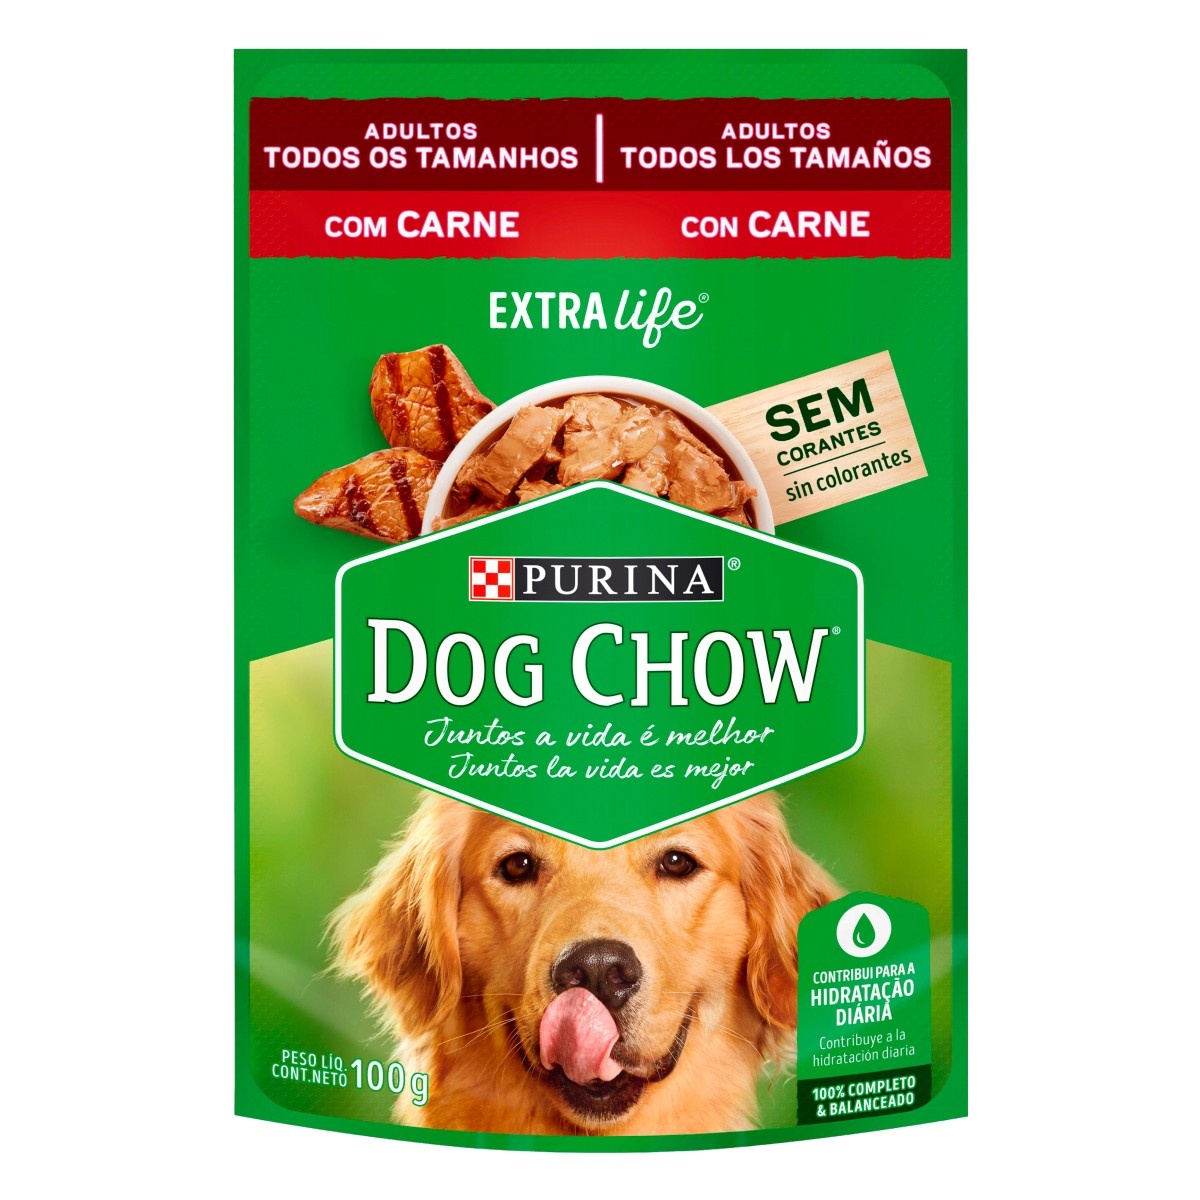 ADULTOS
TODOS OS TAMANHOS
ADULTOS
TODOS LOS TAMAÑOS
COM CARNE
CON CARNE
EXTRA life®
SEM
CORANTES
sin colorantes
PURINA®
DOG CHOW®
Juntos a vida é melhor
Juntos la vida es mejor
CONTRIBUI PARA A
HIDRATAÇÃO
DIÁRIA
Contribuye a la
hidratación diaria
100% COMPLETO
& BALANCEADO
PESO LÍQ.
CONT.NETO 100g